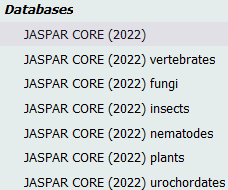 Databases
JASPAR CORE (2022)
JASPAR CORE (2022) vertebrates
JASPAR CORE (2022) fungi
JASPAR CORE (2022) insects
JASPAR CORE (2022) nematodes
JASPAR CORE (2022) plants
JASPAR CORE (2022) urochordates